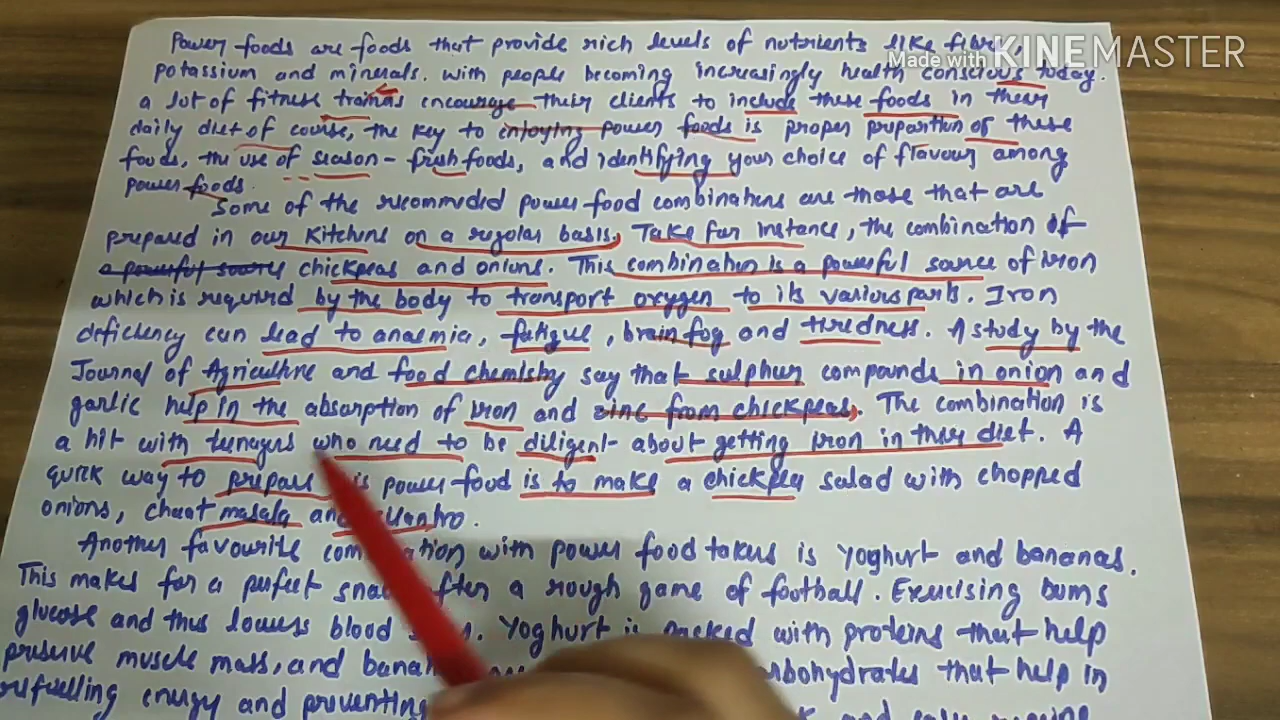 Power foods are foods that provide rich levels of nutrients like fibre,
Made with KINEMASTER
potassium and minerals. with people becoming increasingly health conscious today.
a lot of fitness trainas encourage their clients to include these foods in their
daily diet of course, the key to enjoying power foods is proper preparation of these
foods, the use of season - fresh foods, and identifying your choice of flavour among
power foods.
Some of the recommended power food combinations are those that are
prepared in our kitchens on a regular basis. Take for instance, the combination of
a powerful source chickpeas and onions. This combination is a powerful source of iron
which is required by the body to transport oxygen to its various parts. Iron
deficiency can lead to anaemia, fatigue, brain fog and tiredness. A study by the
Journal of Agriculture and food chemistry say that sulphur compounds in onion and
garlic help in the absorption of iron and zinc from chickpeas. The combination is
a hit with teenagers who need to be diligent about getting iron in their diet. A
quick way to prepare is power-food is to make a chickpea salad with chopped
onions, chaat masala and cilantro.
Another favourite with power food takers is yoghurt and bananas.
This makes for a perfect a rough game of football. Exercising burns
glucose and thus lowers blood Yoghurt is packed with proteins that help
preserve muscle mass, and carbohydrates that help in
refuelling energy and preventing
and